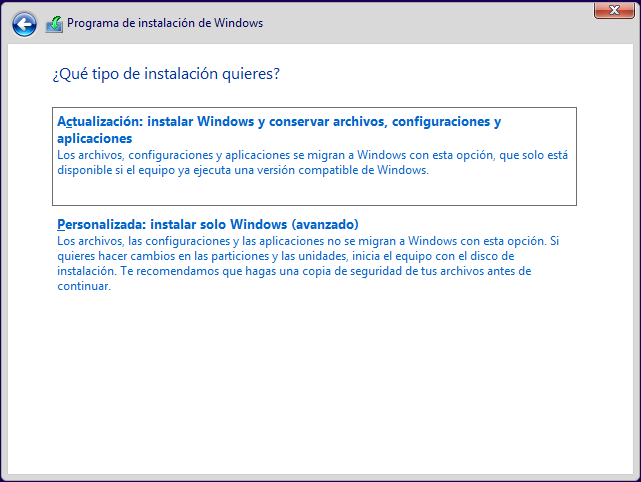 Programa de instalación de Windows
¿Qué tipo de instalación quieres?
Actualización: instalar Windows y conservar archivos, configuraciones y
aplicaciones
Los archivos, configuraciones y aplicaciones se migran a Windows con esta opción, que solo está
disponible si el equipo ya ejecuta una versión compatible de Windows.
Personalizada: instalar solo Windows (avanzado)
Los archivos, las configuraciones y las aplicaciones no se migran a Windows con esta opción. Si
quieres hacer cambios en las particiones y las unidades, inicia el equipo con el disco de
instalación. Te recomendamos que hagas una copia de seguridad de tus archivos antes de
continuar.